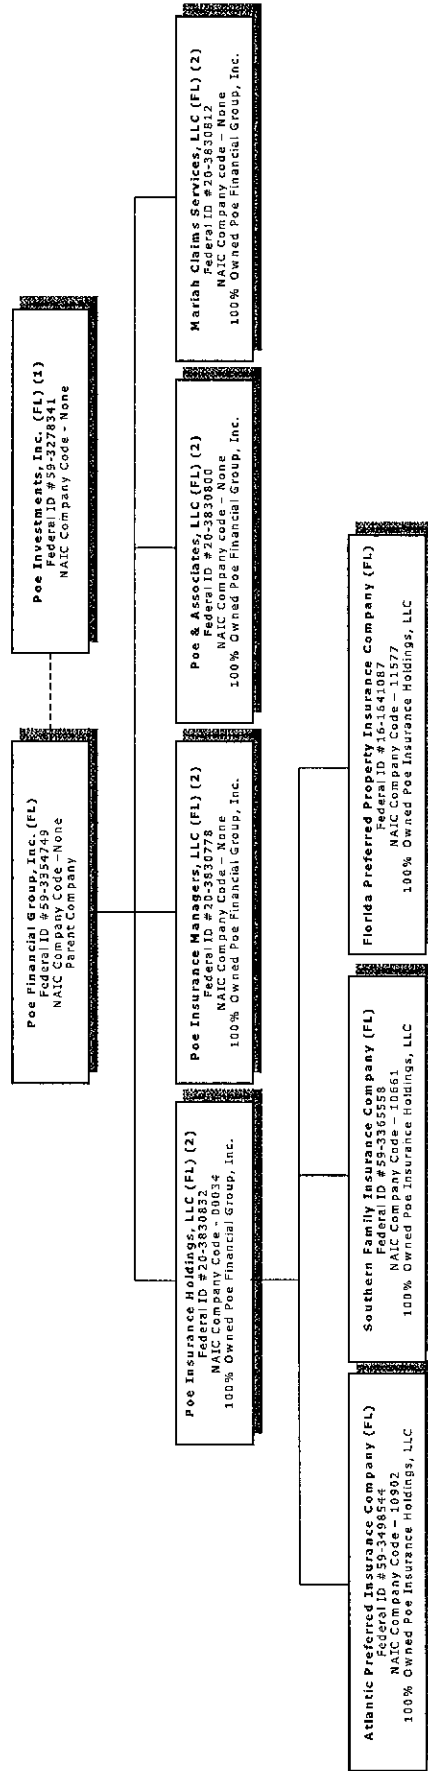 Poe Financial Group, Inc. (FL)
Federal ID #59-3354749
NAIC Company Code -None
Parent Company
Poe Investments, Inc. (FL) (1)
Federal ID #59-3278341
NAIC Company Code - None
Poe Insurance Holdings, LLC (FL) (2)
Federal ID #20-3830832
NAIC Company Code - 00034
100% Owned Poe Financial Group, Inc.
Poe Insurance Managers, LLC (FL) (2)
Federal ID #20-3830778
NAIC Company Code - None
100% Owned Poe Financial Group, Inc.
Poe & Associates, LLC (FL) (2)
Federal ID #20-3830800
NAIC Company code - None
100% Owned Poe Financial Group, Inc.
Mariah Claims Services, LLC (FL) (2)
Federal ID #20-3830812
NAIC Company code – None
100% Owned Poe Financial Group, Inc.
Atlantic Preferred Insurance Company (FL)
Federal ID #59-3498544
NAIC Company Code – 10902
100% Owned Poe Insurance Holdings, LLC
Southern Family Insurance Company (FL)
Federal ID #59-3365558
NAIC Company Code – 10661
100% Owned Poe Insurance Holdings, LLC
Florida Preferred Property Insurance Company (FL)
Federal ID #16-1641087
NAIC Company Code – 11577
100% Owned Poe Insurance Holdings, LLC